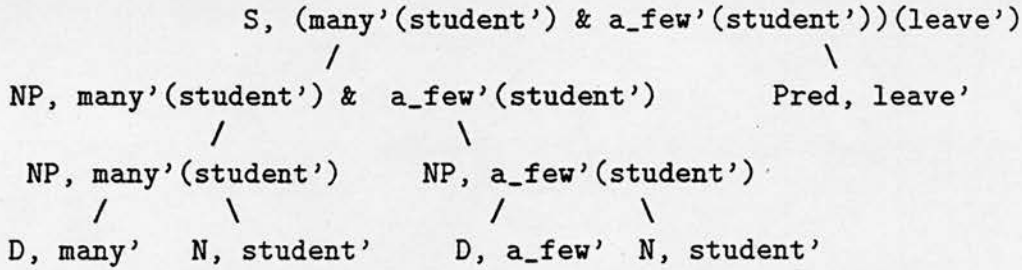 S, (many'(student') & a_few'(student'))(leave')
/ \
NP, many'(student') & a_few'(student') Pred, leave'
/ \
NP, many'(student') NP, a_few'(student')
/ \ / \
D, many' N, student' D, a_few' N, student'